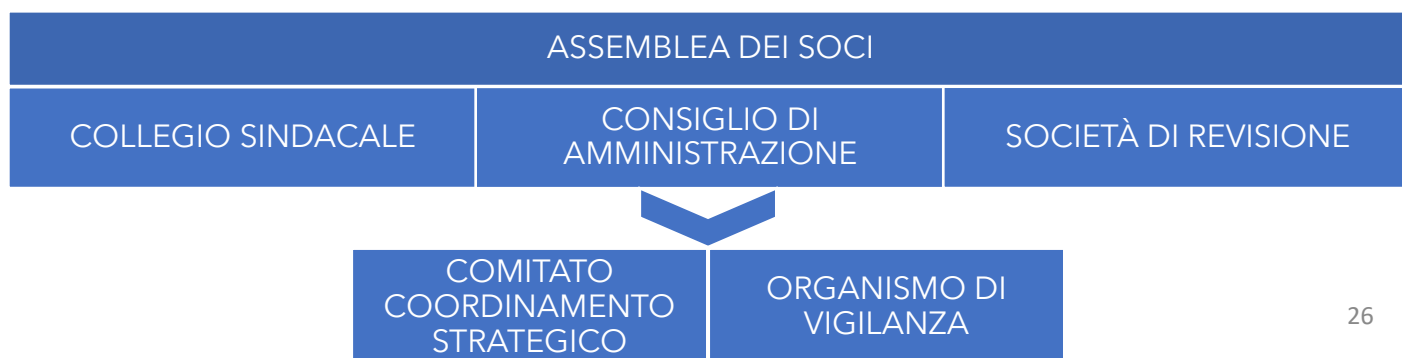 ASSEMBLEA DEI SOCI
COLLEGIO SINDACALE
CONSIGLIO DI
AMMINISTRAZIONE
SOCIETÀ DI REVISIONE
COMITATO
COORDINAMENTO
STRATEGICO
ORGANISMO DI
VIGILANZA
26